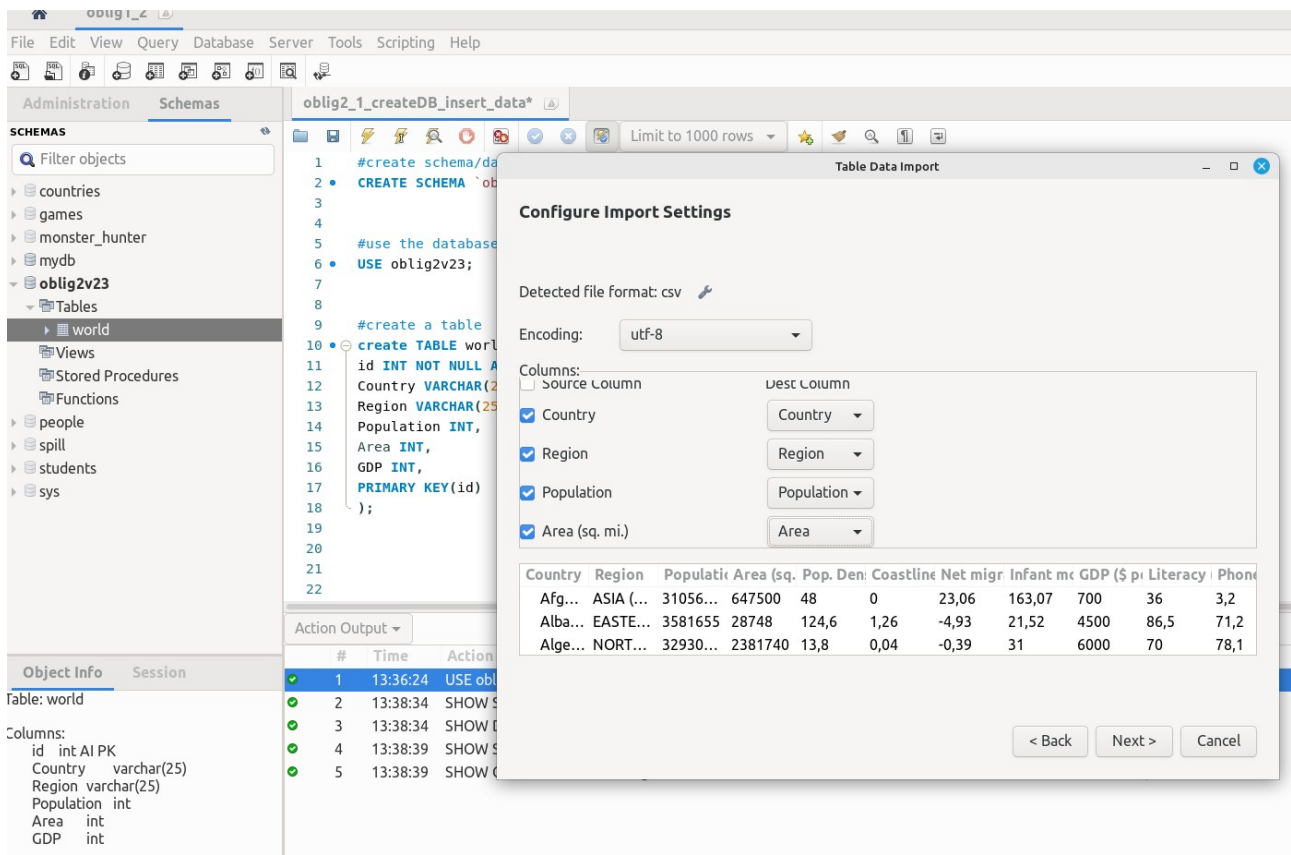 oblig1_2
File Edit View Query Database Server Tools Scripting Help
Administration Schemas
oblig2_1_createDB_insert_data*
SCHEMAS
Filter objects
countries
games
monster_hunter
mydb
oblig2v23
Tables
world
Views
Stored Procedures
Functions
people
spill
students
sys
Limit to 1000 rows
1 #create schema/da
2 CREATE SCHEMA `ob
3
4
5 #use the database
6 USE oblig2v23;
7
8
9 #create a table
10 create TABLE worl
11 id INT NOT NULL A
12 Country VARCHAR(2
13 Region VARCHAR(25
14 Population INT,
15 Area INT,
16 GDP INT,
17 PRIMARY KEY(id)
18 );
19
20
21
22
Table Data Import
Configure Import Settings
Detected file format: csv
Encoding: utf-8
Columns:
Source Column Dest Column
Country Country
Region Region
Population Population
Area (sq. mi.) Area
Country Region Populatio Area (sq. Pop. Den Coastline Net migr Infant mo GDP ($ p Literacy Phone
Afg... ASIA (... 31056... 647500 48 0 23,06 163,07 700 36 3,2
Alba... EASTE... 3581655 28748 124,6 1,26 -4,93 21,52 4500 86,5 71,2
Alge... NORT... 32930... 2381740 13,8 0,04 -0,39 31 6000 70 78,1
< Back Next > Cancel
Action Output
# Time Action
1 13:36:24 USE obl
2 13:38:34 SHOW S
3 13:38:34 SHOW D
4 13:38:39 SHOW S
5 13:38:39 SHOW C
Object Info Session
Table: world
Columns:
id int AI PK
Country varchar(25)
Region varchar(25)
Population int
Area int
GDP int